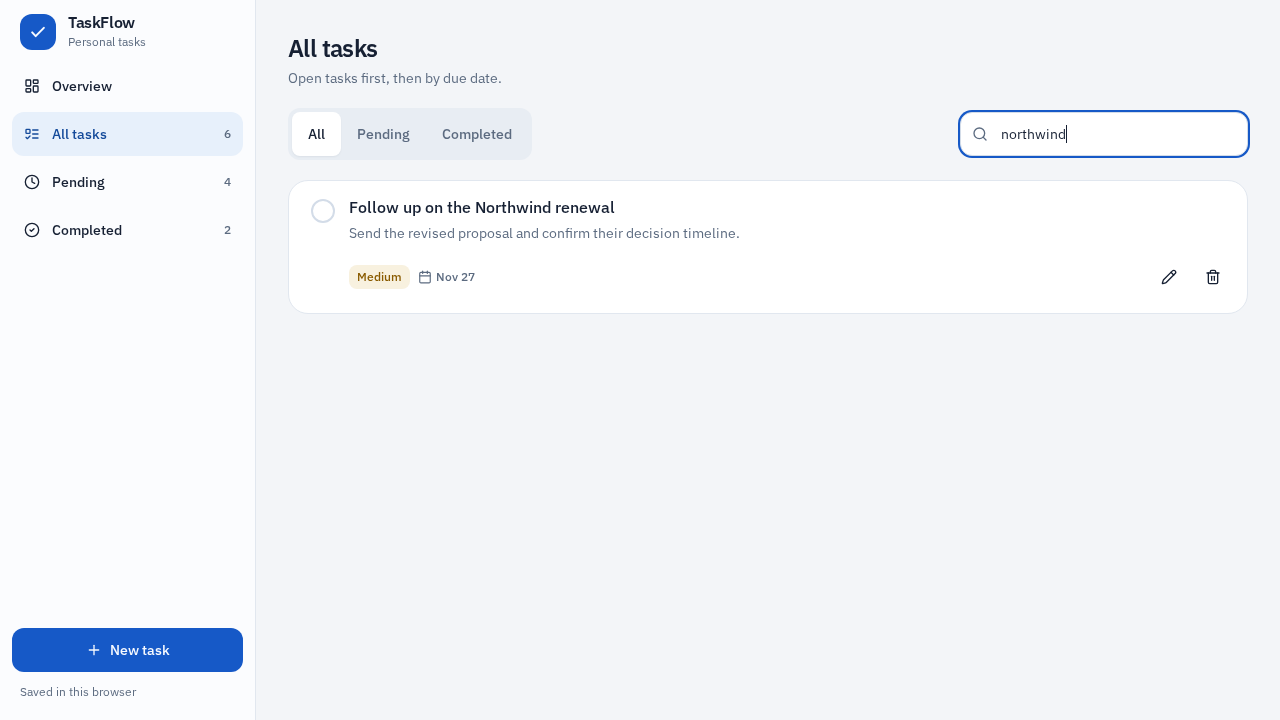 TaskFlow
Personal tasks
Overview
All tasks 6
Pending 4
Completed 2
New task
Saved in this browser
All tasks
Open tasks first, then by due date.
All Pending Completed
northwind
Follow up on the Northwind renewal
Send the revised proposal and confirm their decision timeline.
Medium Nov 27